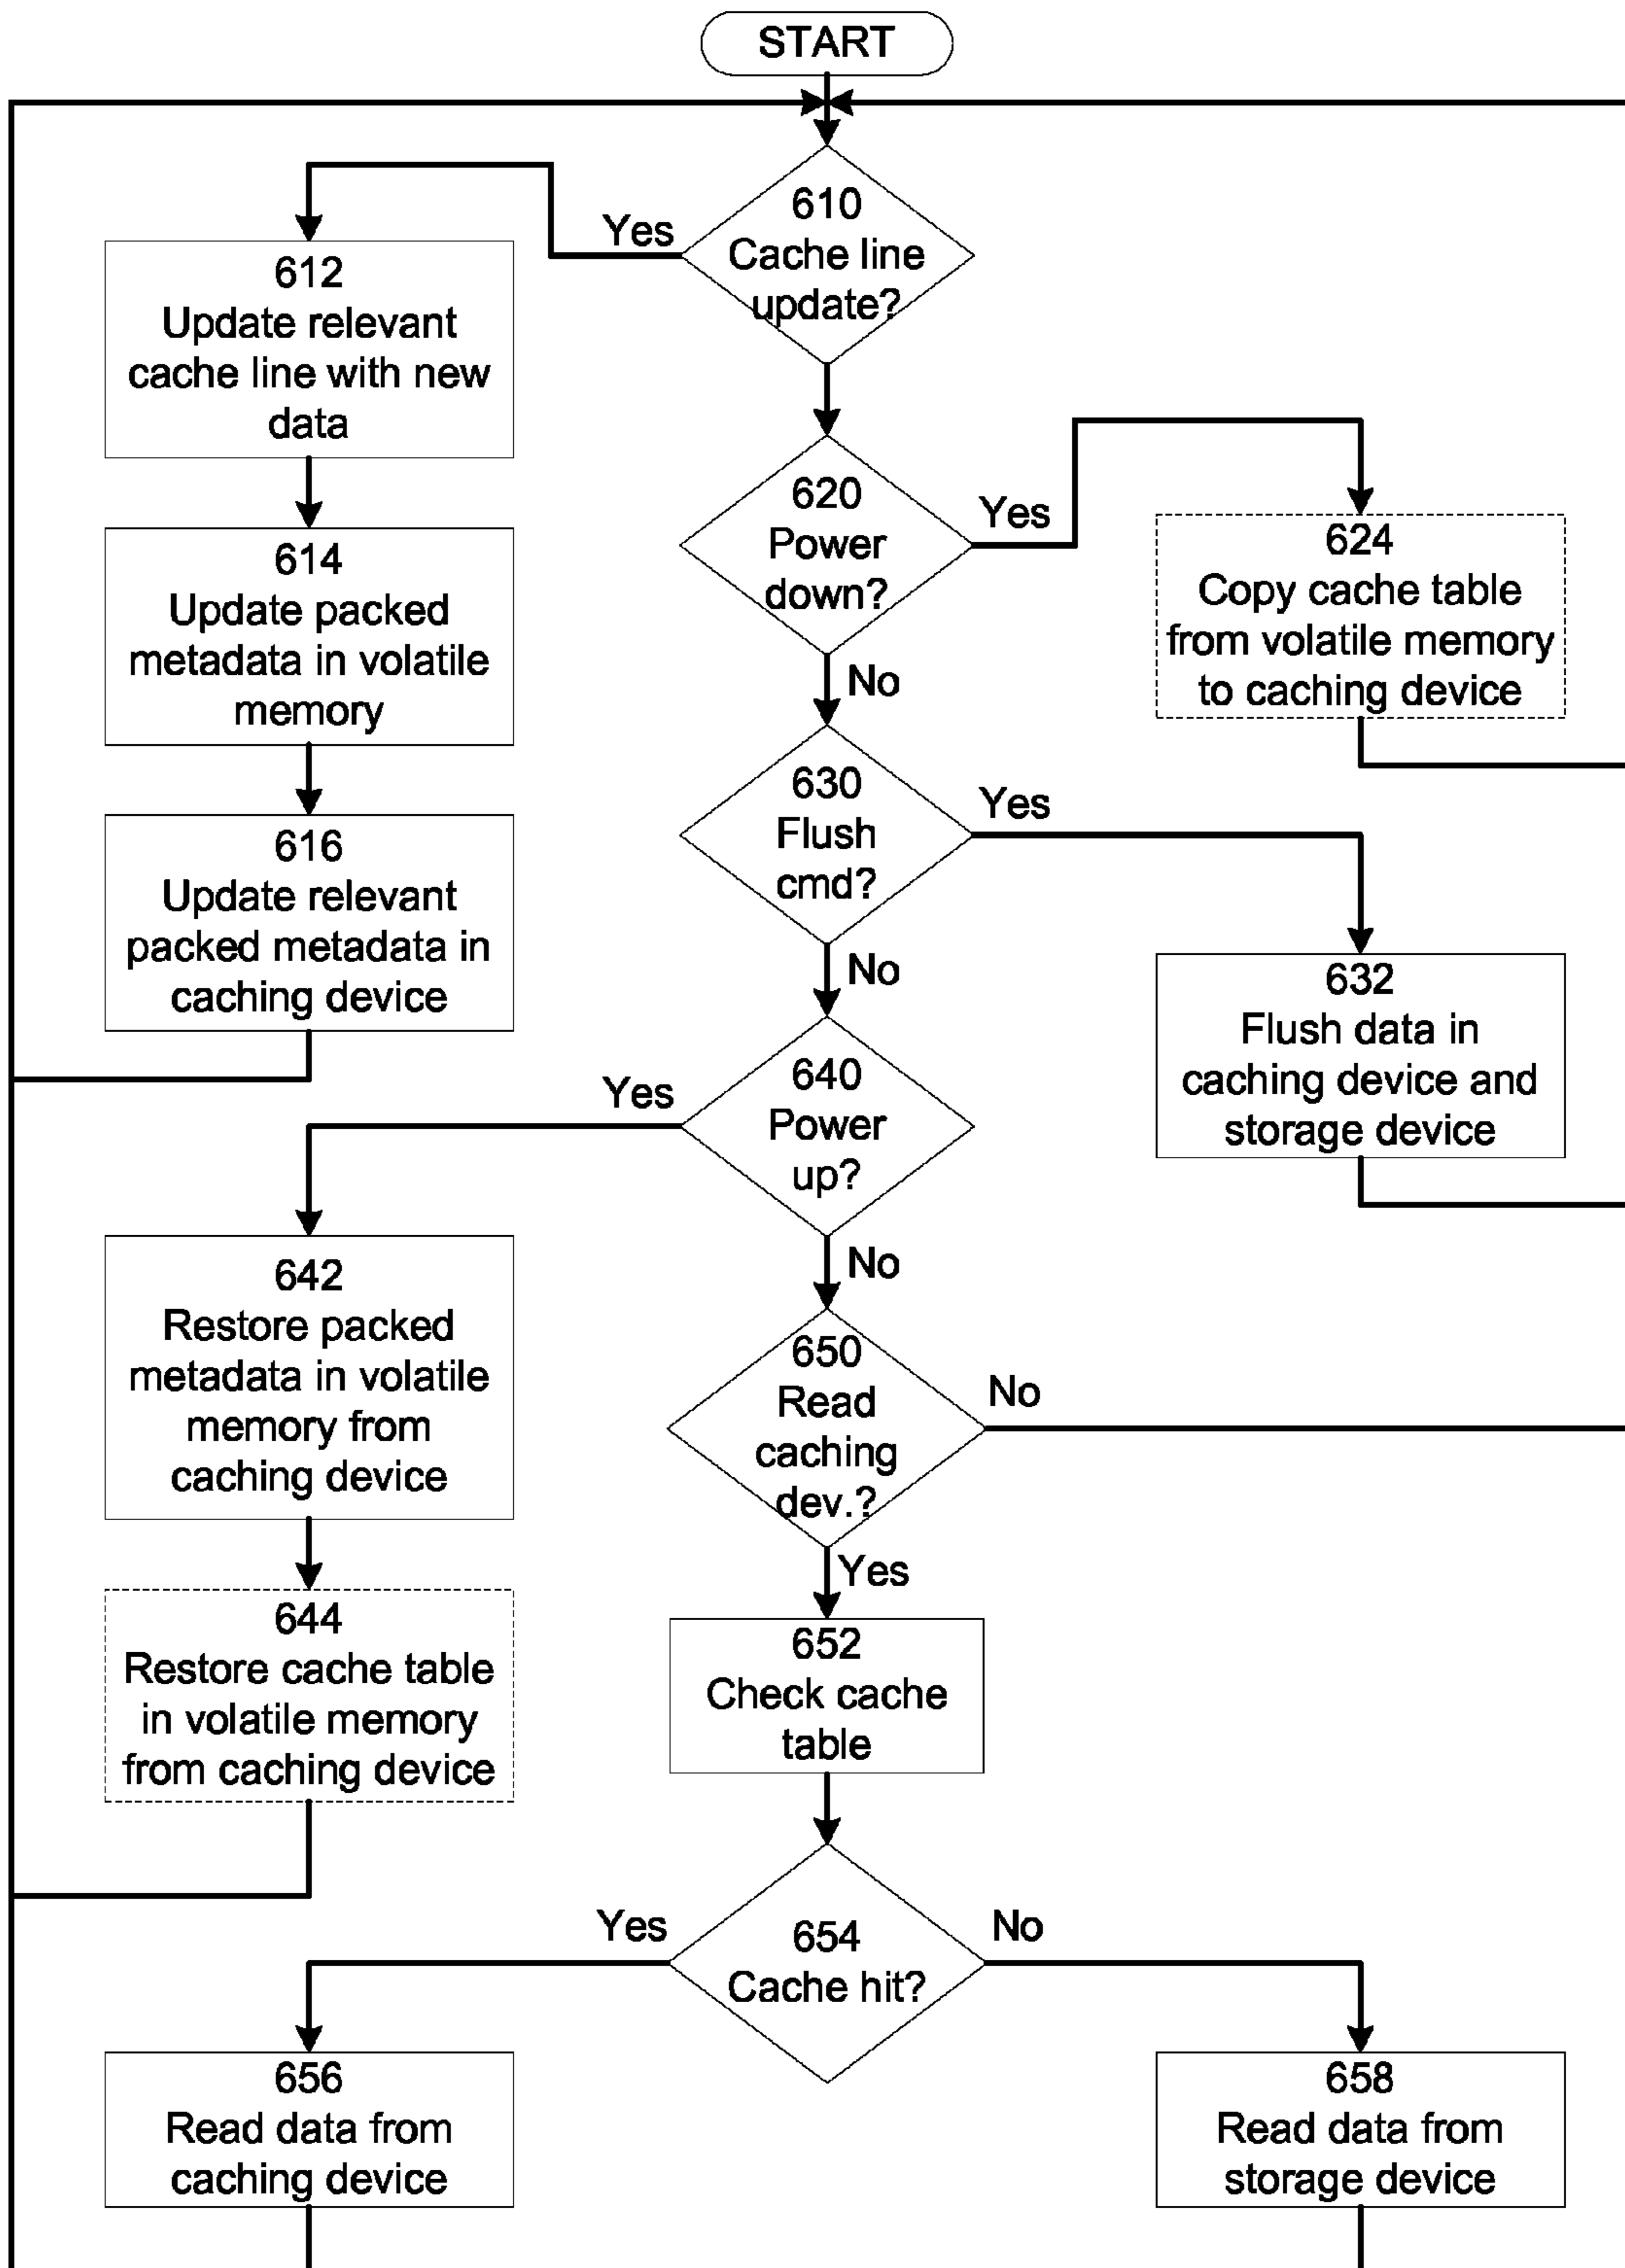 START
610
Cache line
update?
Yes
612
Update relevant
cache line with new
data
614
Update packed
metadata in volatile
memory
616
Update relevant
packed metadata in
caching device
620
Power
down?
Yes
No
624
Copy cache table
from volatile memory
to caching device
630
Flush
cmd?
Yes
No
632
Flush data in
caching device and
storage device
640
Power
up?
Yes
No
642
Restore packed
metadata in volatile
memory from
caching device
644
Restore cache table
in volatile memory
from caching device
650
Read
caching
dev.?
No
Yes
652
Check cache
table
654
Cache hit?
Yes
No
656
Read data from
caching device
658
Read data from
storage device